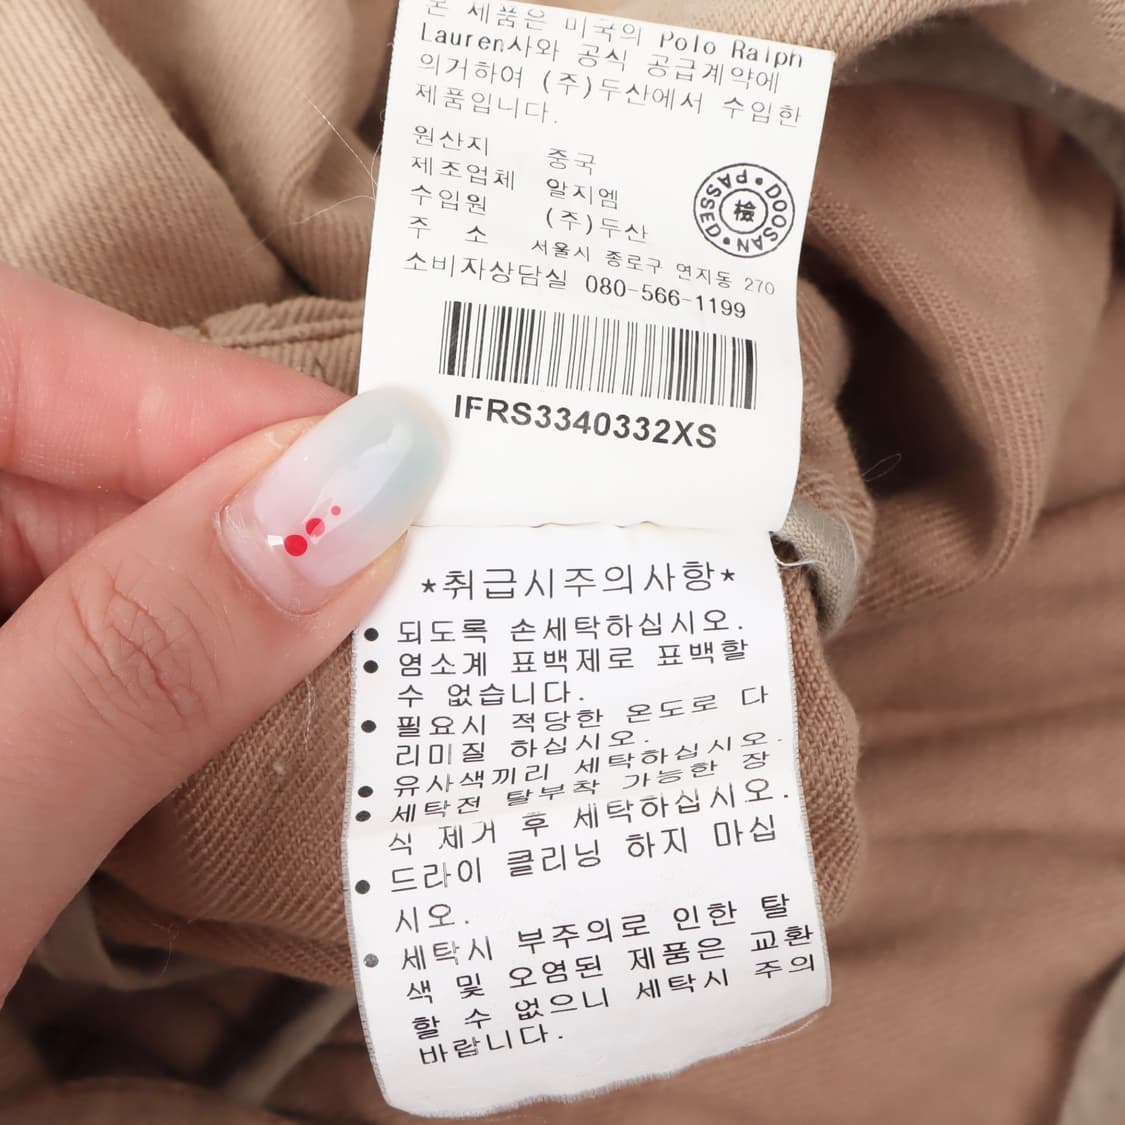 본 제품은 미국의 Polo Ralph
Lauren사와 공식 공급계약에
의거하여 (주)두산에서 수입한
제품입니다.
원산지 중국
제조업체 알지엠
수입원 (주)두산
주 소 서울시 종로구 연지동 270
소비자상담실 080-566-1199
DOOSAN • PASSED •
檢
IFRS3340332XS
*취급시주의사항*
● 되도록 손세탁하십시오.
● 염소계 표백제로 표백할
수 없습니다.
● 필요시 적당한 온도로 다
리미질 하십시오.
● 유사색끼리 세탁하십시오.
● 세탁전 탈부착 가능한 장
식 제거 후 세탁하십시오.
● 드라이 클리닝 하지 마십
시오.
● 세탁시 부주의로 인한 탈
색 및 오염된 제품은 교환
할 수 없으니 세탁시 주의
바랍니다.